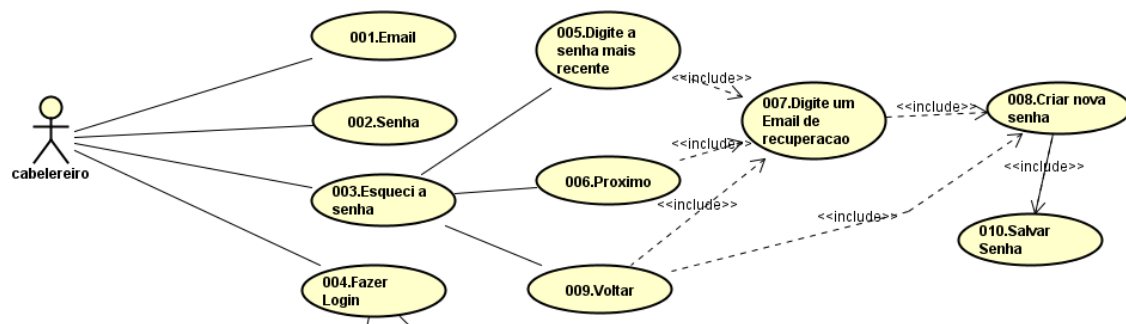 001.Email
005.Digite a
senha mais
recente
<<include>>
007.Digite um
Email de
recuperacao
<<include>>
008.Criar nova
senha
002.Senha
cabelereiro
003.Esqueci a
senha
006.Proximo
<<include>>
<<include>>
<<include>>
<<include>>
010.Salvar
Senha
004.Fazer
Login
009.Voltar